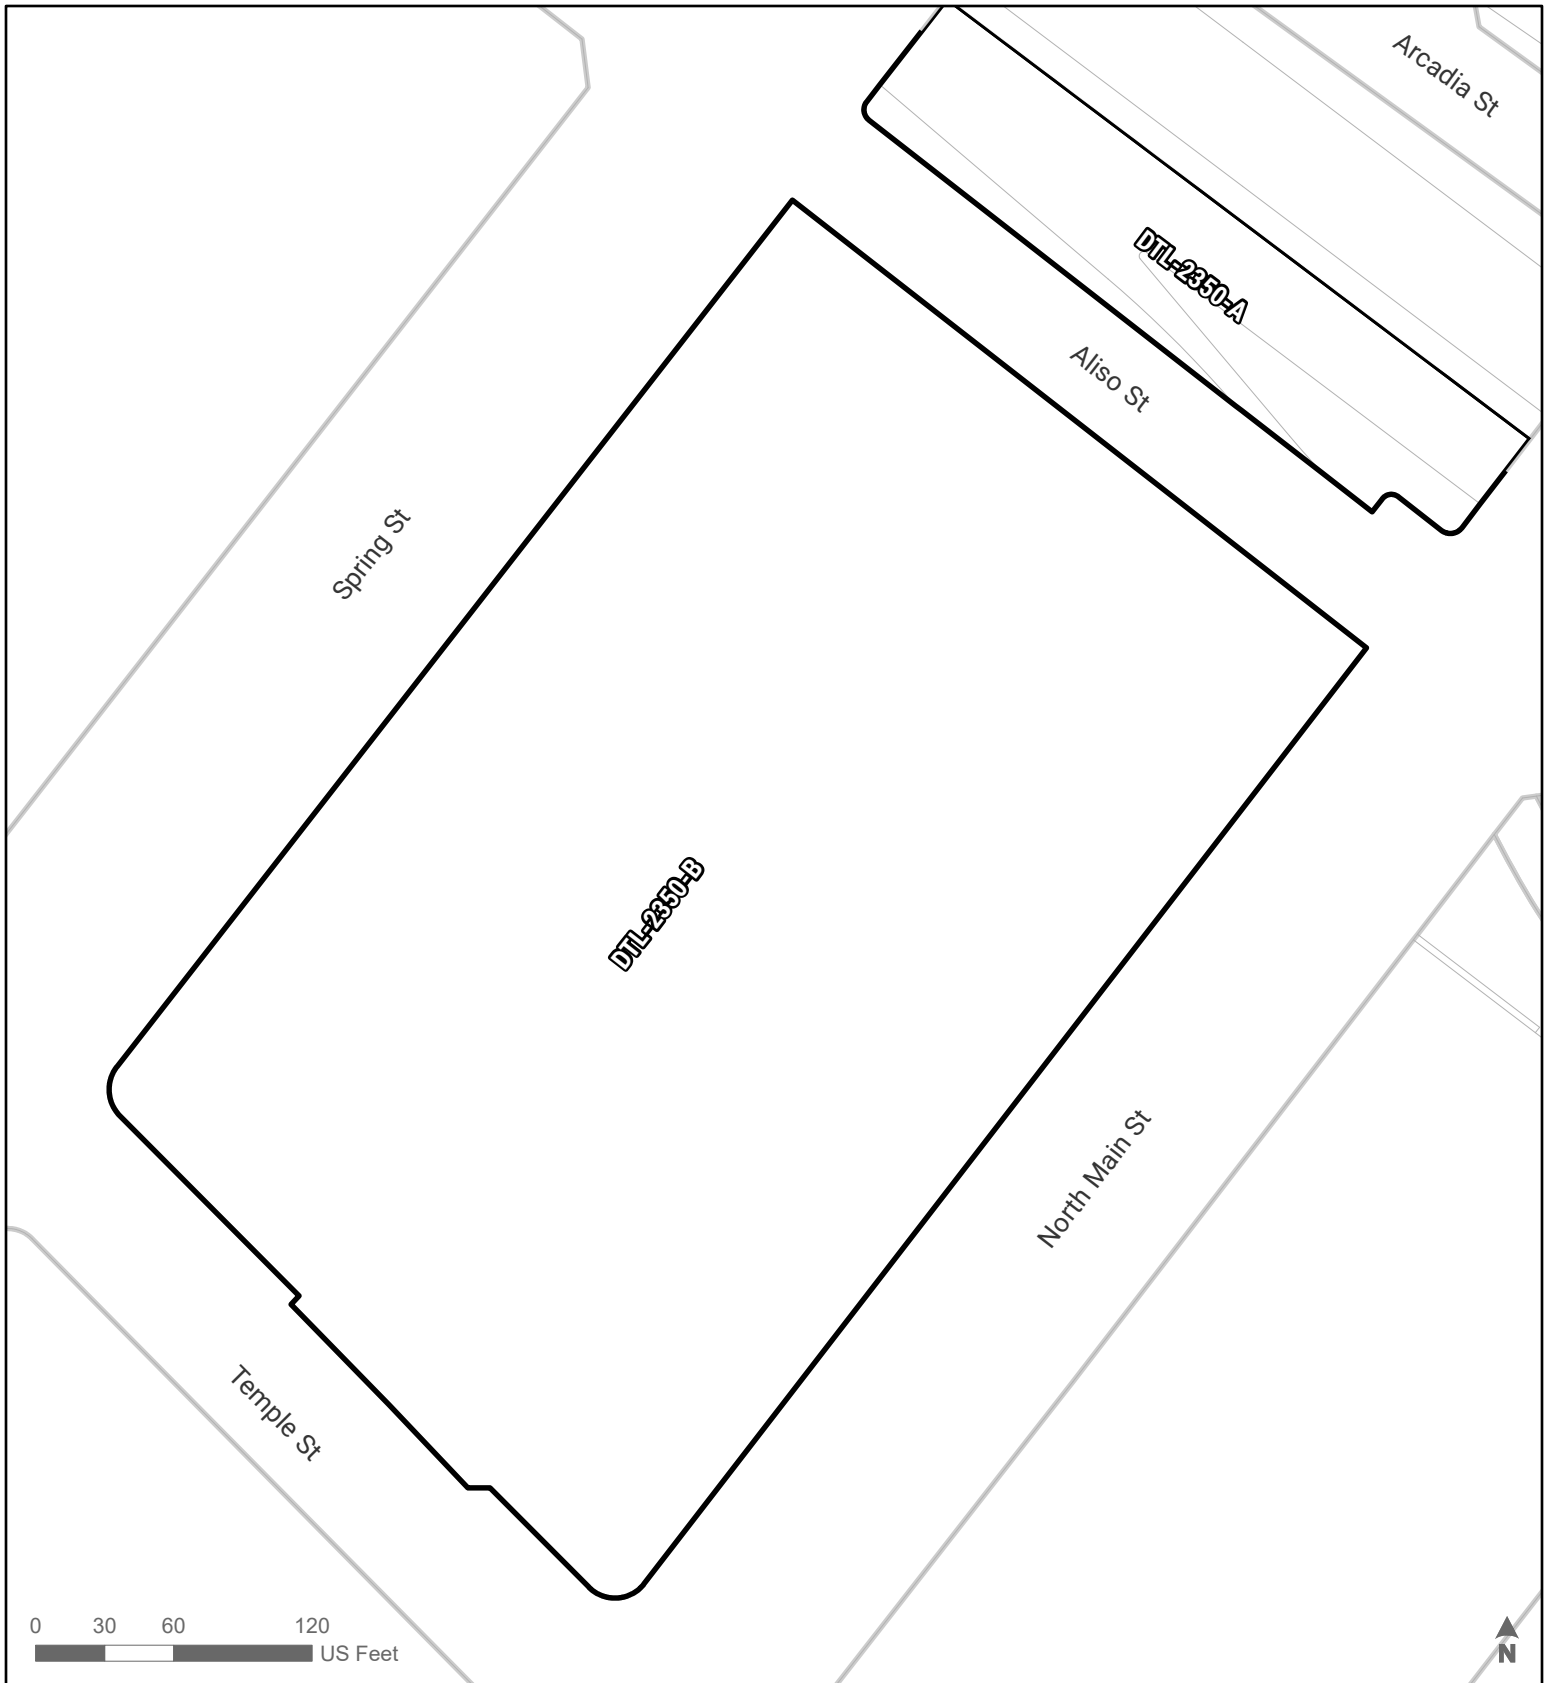 Arcadia St
DTL-2350-A
Aliso St
Spring St
DTL-2350-B
North Main St
Temple St
0 30 60 120
US Feet
N